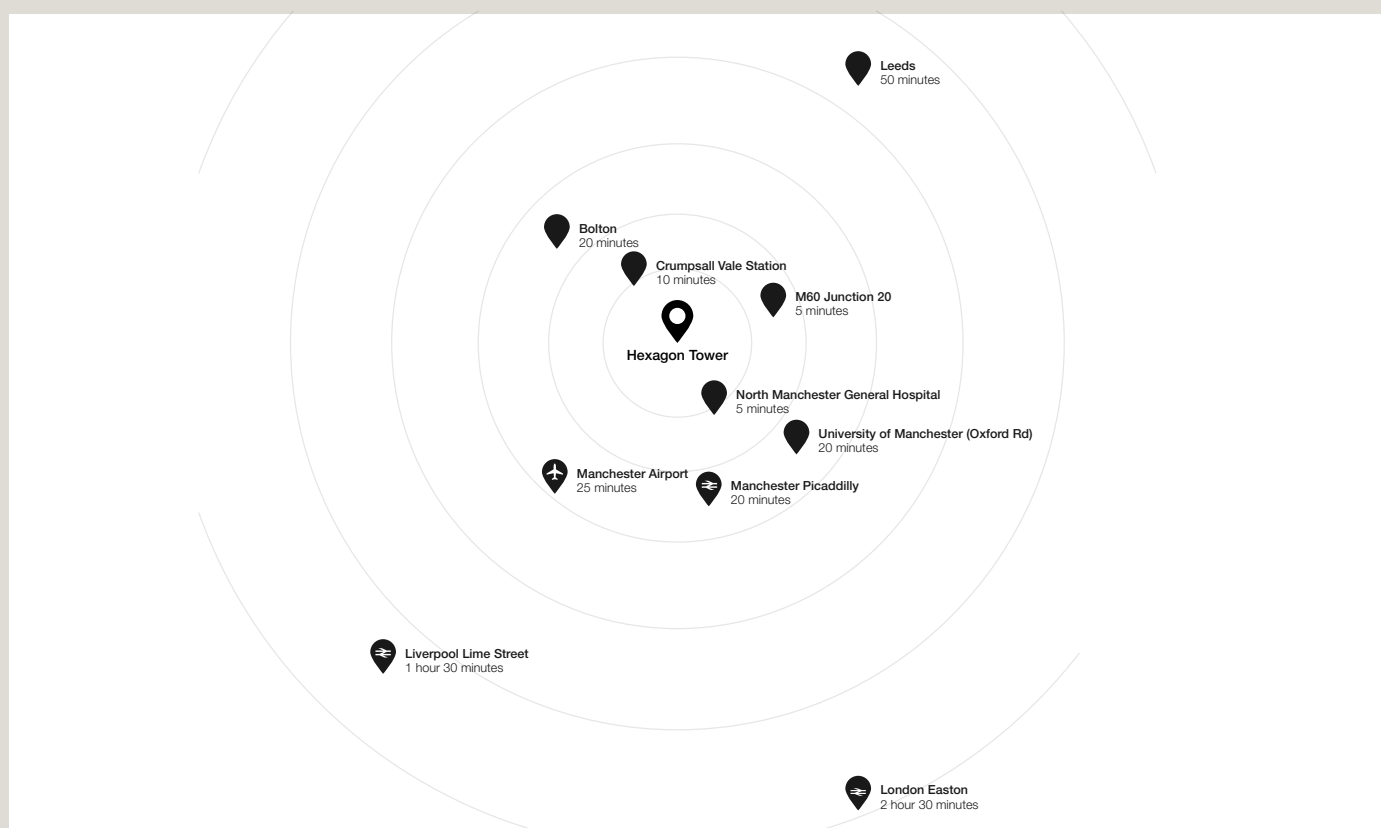 Leeds
50 minutes
Bolton
20 minutes
Crumpsall Vale Station
10 minutes
M60 Junction 20
5 minutes
Hexagon Tower
North Manchester General Hospital
5 minutes
University of Manchester (Oxford Rd)
20 minutes
Manchester Airport
25 minutes
Manchester Picaddilly
20 minutes
Liverpool Lime Street
1 hour 30 minutes
London Easton
2 hour 30 minutes